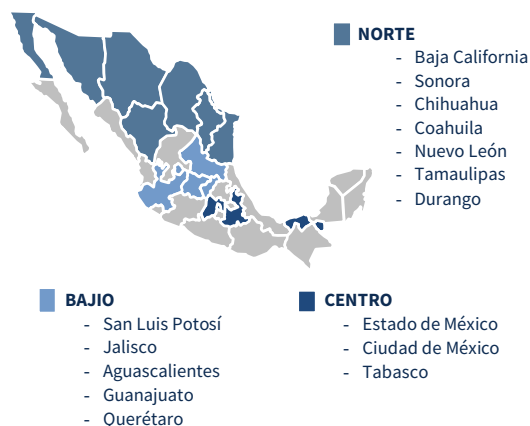 NORTE
- Baja California
- Sonora
- Chihuahua
- Coahuila
- Nuevo León
- Tamaulipas
- Durango
BAJIO
- San Luis Potosí
- Jalisco
- Aguascalientes
- Guanajuato
- Querétaro
CENTRO
- Estado de México
- Ciudad de México
- Tabasco